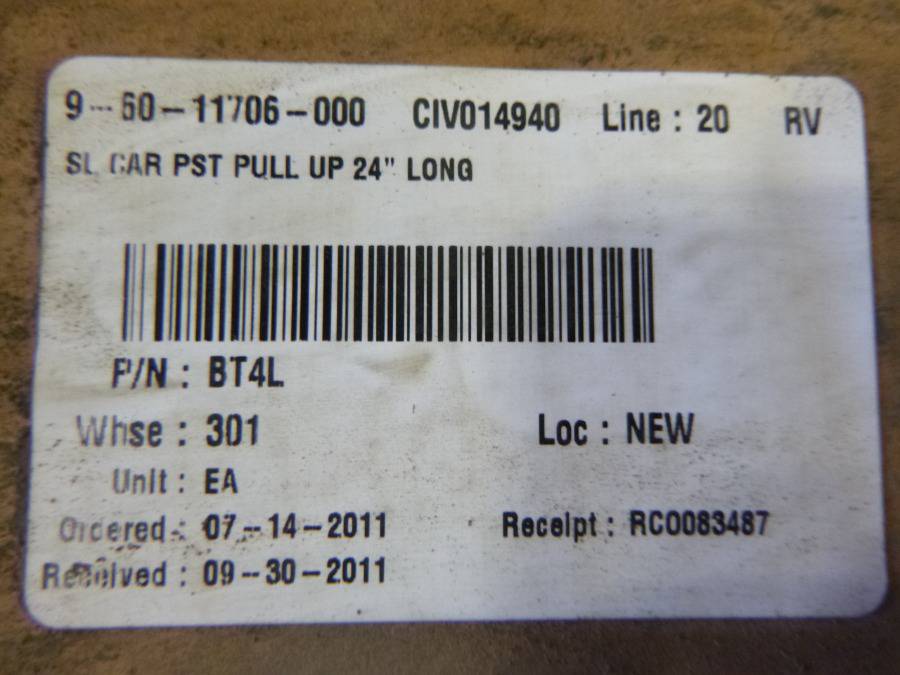 9--60-11706-000 CIV014940 Line : 20 RV
SL CAR PST PULL UP 24" LONG
P/N : BT4L
Whse : 301 Loc : NEW
Unit : EA
Ordered : 07-14-2011 Receipt : RC0083487
Received : 09-30-2011